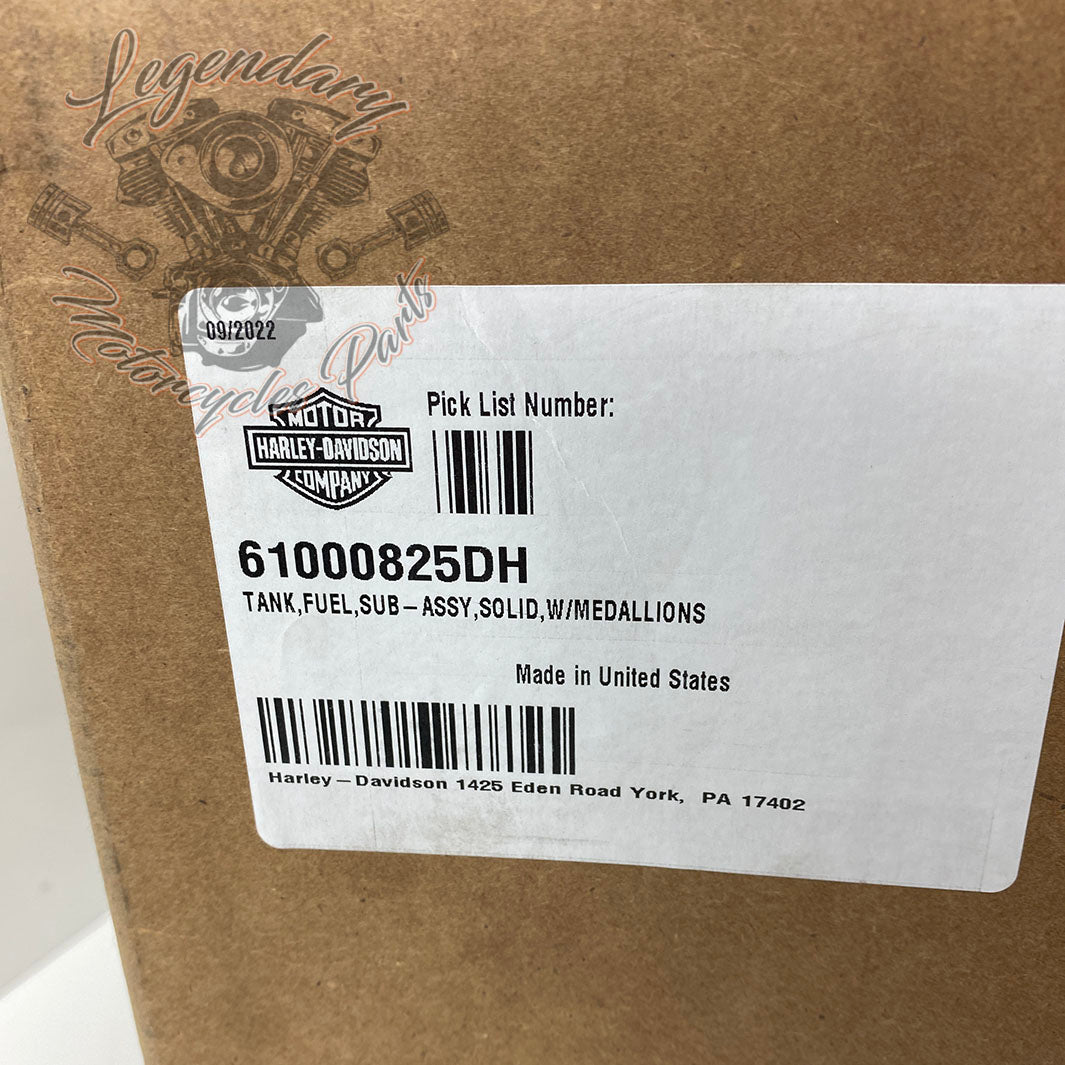 Legendary
Motorcycles Parts
09/2022
MOTOR
HARLEY-DAVIDSON
COMPANY
Pick List Number:
61000825DH
TANK,FUEL,SUB-ASSY,SOLID,W/MEDALLIONS
Made in United States
Harley-Davidson 1425 Eden Road York, PA 17402